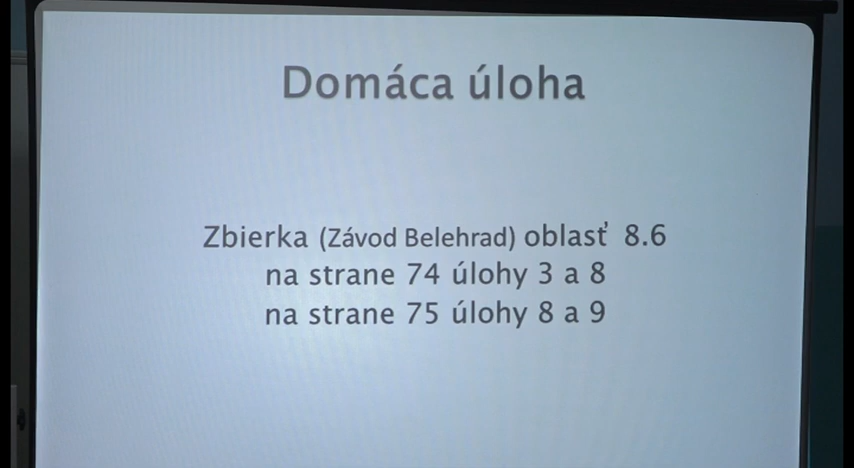 Domáca úloha
Zbierka (Závod Belehrad) oblasť 8.6
na strane 74 úlohy 3 a 8
na strane 75 úlohy 8 a 9